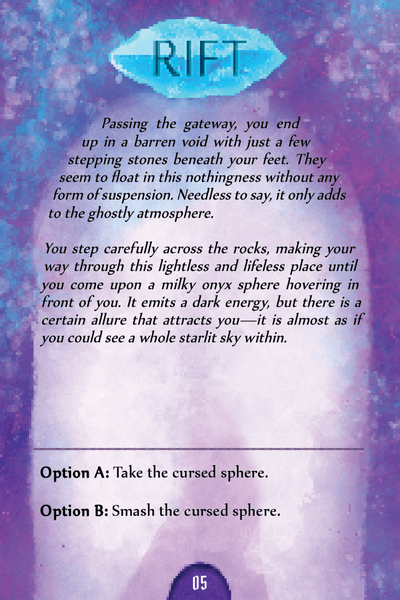 RIFT
Passing the gateway, you end
up in a barren void with just a few
stepping stones beneath your feet. They
seem to float in this nothingness without any
form of suspension. Needless to say, it only adds
to the ghostly atmosphere.
You step carefully across the rocks, making your
way through this lightless and lifeless place until
you come upon a milky onyx sphere hovering in
front of you. It emits a dark energy, but there is a
certain allure that attracts you—it is almost as if
you could see a whole starlit sky within.
Option A: Take the cursed sphere.
Option B: Smash the cursed sphere.
05